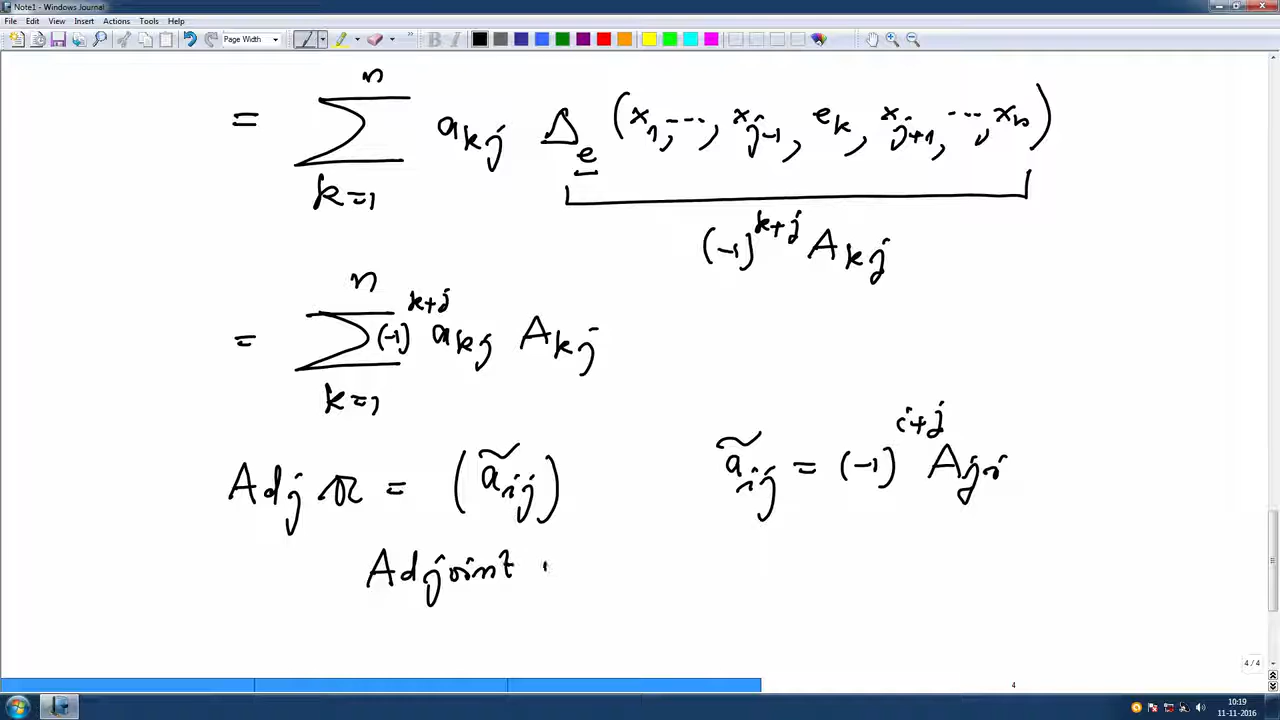 Note1 - Windows Journal
File Edit View Insert Actions Tools Help
Page Width
= ∑_{k=1}^{n} a_{kj} Δ_e (x_1, ..., x_{j-1}, e_k, x_{j+1}, ..., x_n)
(-1)^{k+j} A_{kj}
= ∑_{k=1}^{n} (-1)^{k+j} a_{kj} A_{kj}
Adj 𝔄 = (ã_{ij}) ã_{ij} = (-1)^{i+j} A_{ji}
Adjoint
4/4
4
10:19
11-11-2016